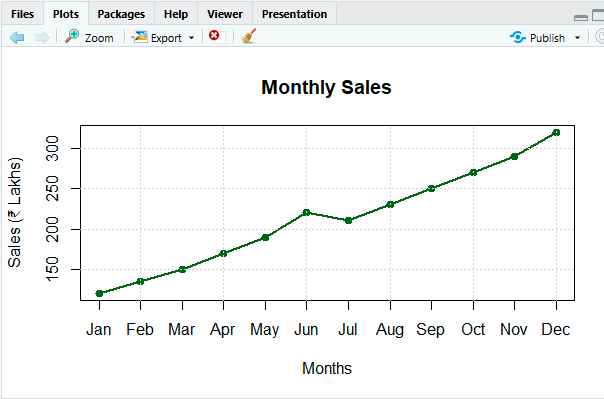 Files Plots Packages Help Viewer Presentation
Zoom Export Publish
Monthly Sales
300
250
200
150
Sales (₹ Lakhs)
Jan Feb Mar Apr May Jun Jul Aug Sep Oct Nov Dec
Months